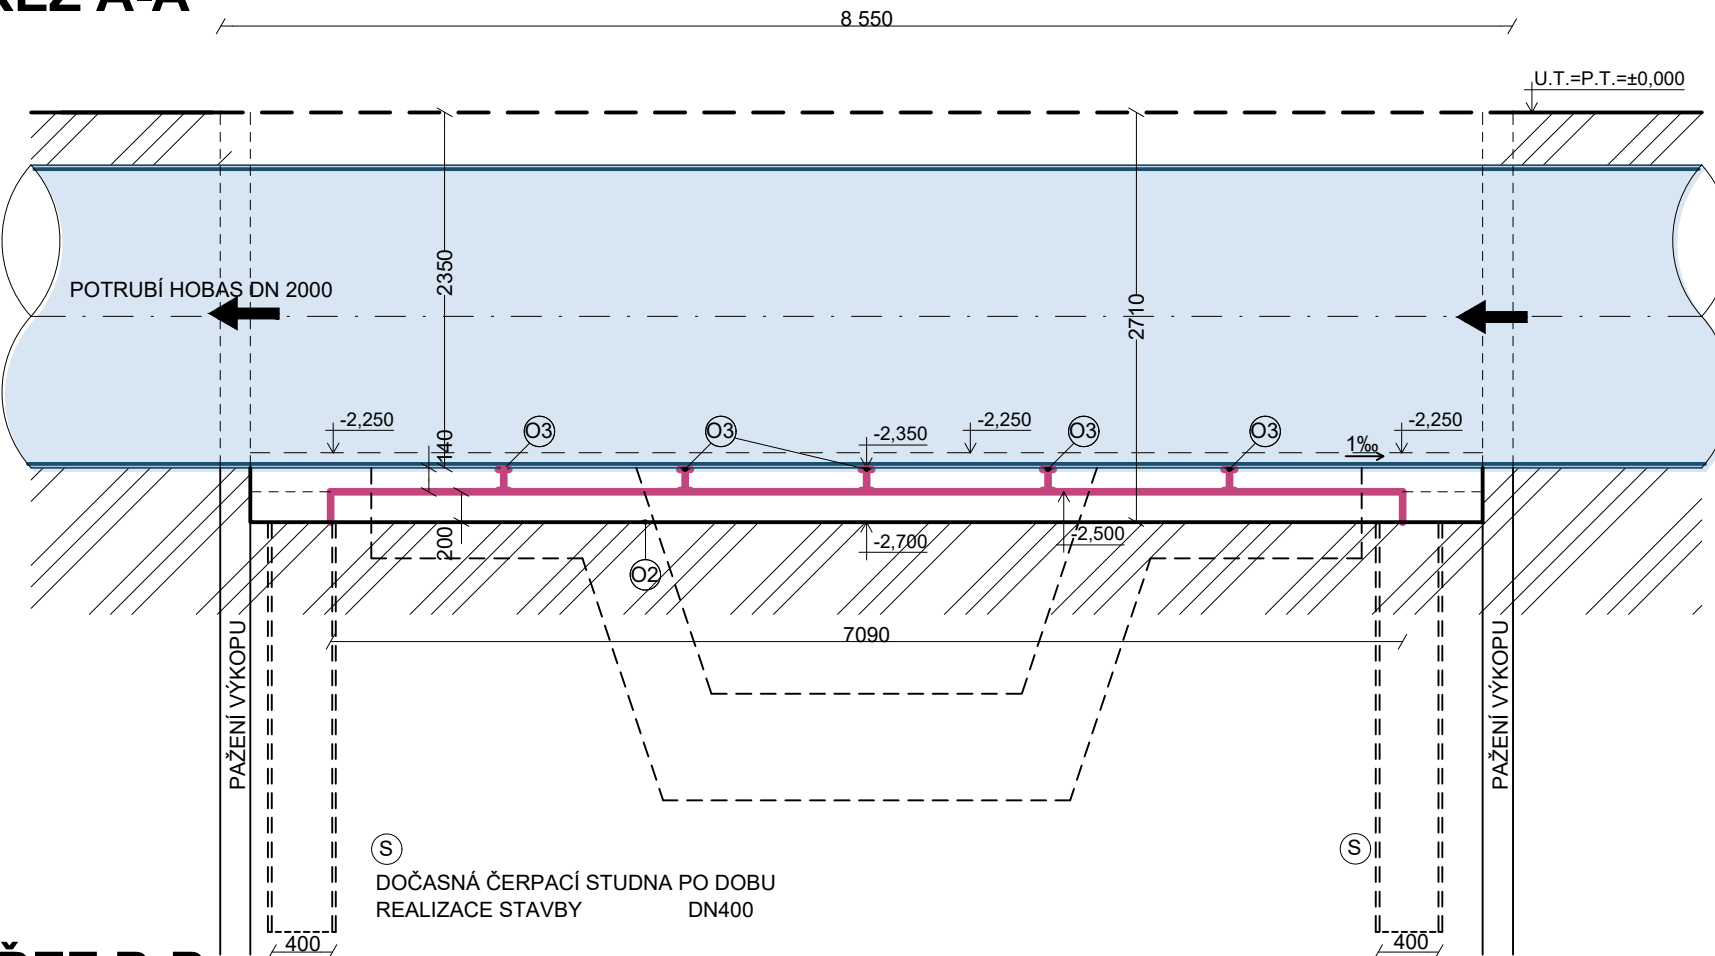 ŘEZ A-A
8 550
U.T.=P.T.=±0,000
2350
2710
POTRUBÍ HOBAS DN 2000
-2,250
O3
O3
-2,350
-2,250
O3
O3
-2,250
1‰
140
200
O2
-2,700
-2,500
7090
PAŽENÍ VÝKOPU
PAŽENÍ VÝKOPU
S
S
DOČASNÁ ČERPACÍ STUDNA PO DOBU
REALIZACE STAVBY DN400
400
400
ŘEZ B-B